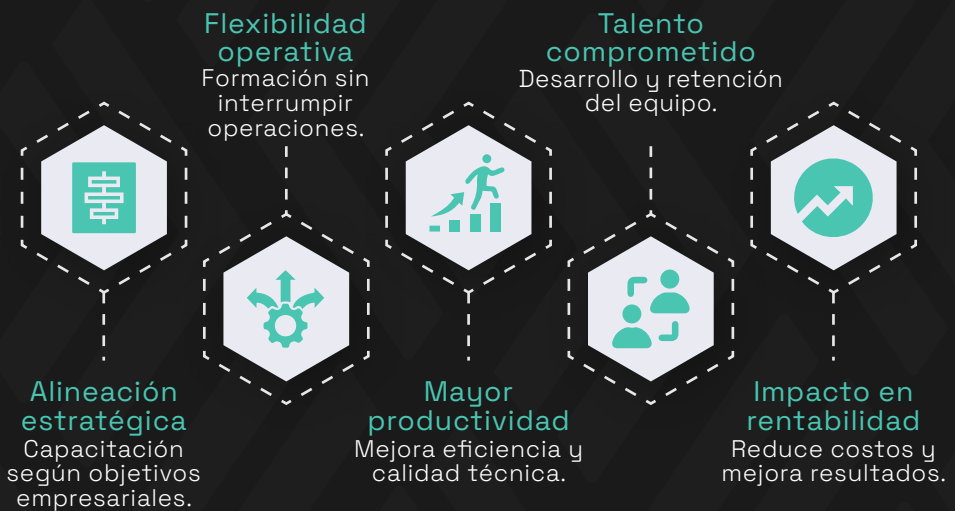 Flexibilidad
operativa
Formación sin
interrumpir
operaciones.
Talento
comprometido
Desarrollo y retención
del equipo.
Alineación
estratégica
Capacitación
según objetivos
empresariales.
Mayor
productividad
Mejora eficiencia y
calidad técnica.
Impacto en
rentabilidad
Reduce costos y
mejora resultados.